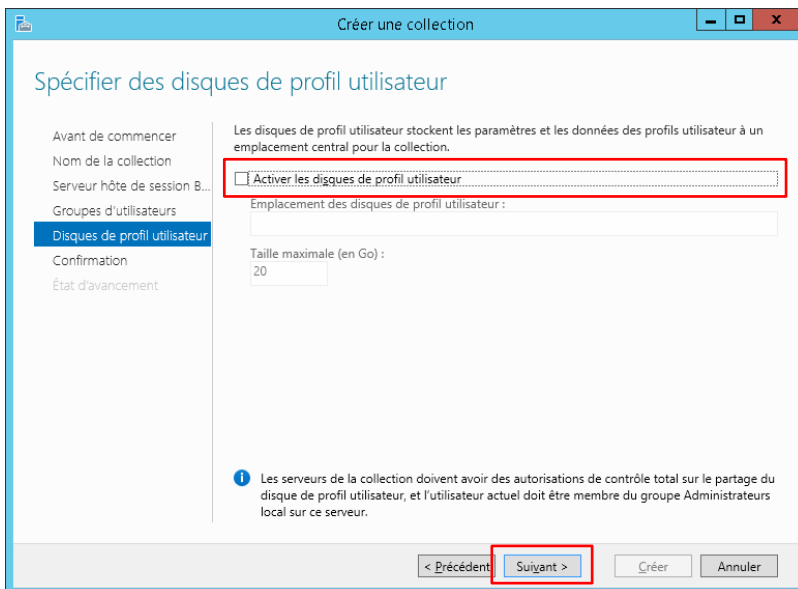 Créer une collection
Spécifier des disques de profil utilisateur
Avant de commencer
Nom de la collection
Serveur hôte de session B...
Groupes d'utilisateurs
Disques de profil utilisateur
Confirmation
État d'avancement
Les disques de profil utilisateur stockent les paramètres et les données des profils utilisateur à un
emplacement central pour la collection.
Activer les disques de profil utilisateur
Emplacement des disques de profil utilisateur :
Taille maximale (en Go) :
20
Les serveurs de la collection doivent avoir des autorisations de contrôle total sur le partage du
disque de profil utilisateur, et l'utilisateur actuel doit être membre du groupe Administrateurs
local sur ce serveur.
< Précédent
Suivant >
Créer
Annuler